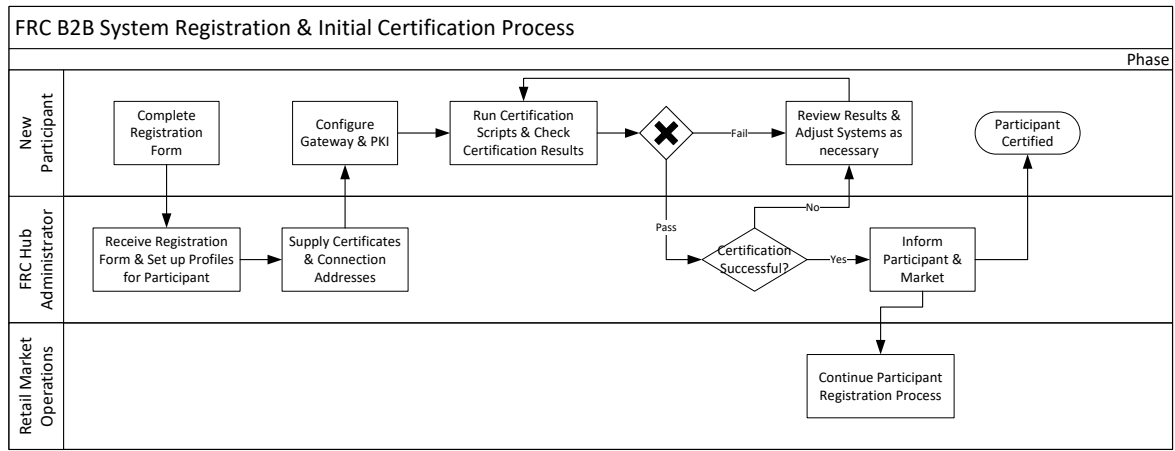 FRC B2B System Registration & Initial Certification Process
Phase
New
Participant
Complete
Registration
Form
Configure
Gateway & PKI
Run Certification
Scripts & Check
Certification Results
Fail
Review Results &
Adjust Systems as
necessary
Participant
Certified
FRC Hub
Administrator
Receive Registration
Form & Set up Profiles
for Participant
Supply Certificates
& Connection
Addresses
Pass
Certification
Successful?
No
Yes
Inform
Participant &
Market
Retail Market
Operations
Continue Participant
Registration Process